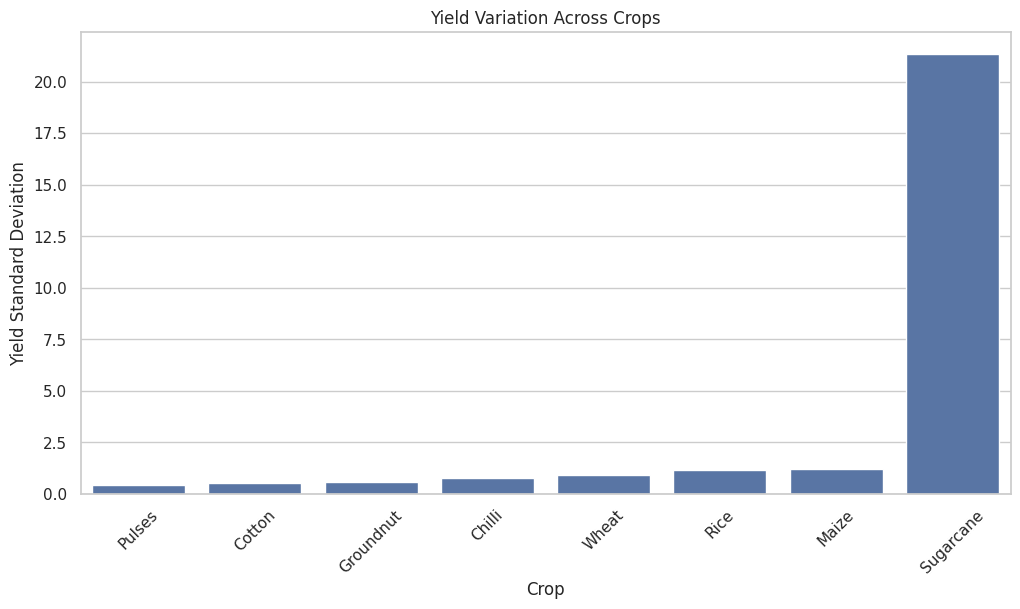 Yield Variation Across Crops
Yield Standard Deviation
20.0
17.5
15.0
12.5
10.0
7.5
5.0
2.5
0.0
Pulses
Cotton
Groundnut
Chilli
Wheat
Rice
Maize
Sugarcane
Crop